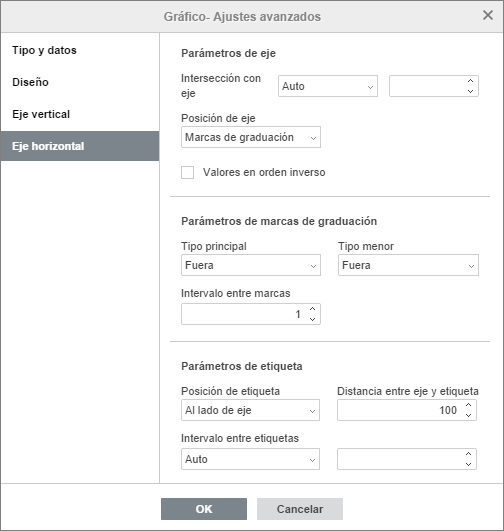 Gráfico- Ajustes avanzados
Tipo y datos
Diseño
Eje vertical
Eje horizontal
Parámetros de eje
Intersección con eje
Auto
Posición de eje
Marcas de graduación
Valores en orden inverso
Parámetros de marcas de graduación
Tipo principal Tipo menor
Fuera Fuera
Intervalo entre marcas
1
Parámetros de etiqueta
Posición de etiqueta Distancia entre eje y etiqueta
Al lado de eje 100
Intervalo entre etiquetas
Auto
OK Cancelar